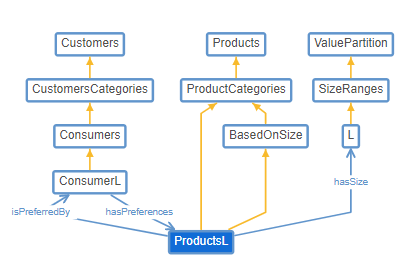 Customers Products ValuePartition
CustomersCategories ProductCategories SizeRanges
Consumers BasedOnSize L
ConsumerL hasSize
isPreferredBy hasPreferences
ProductsL